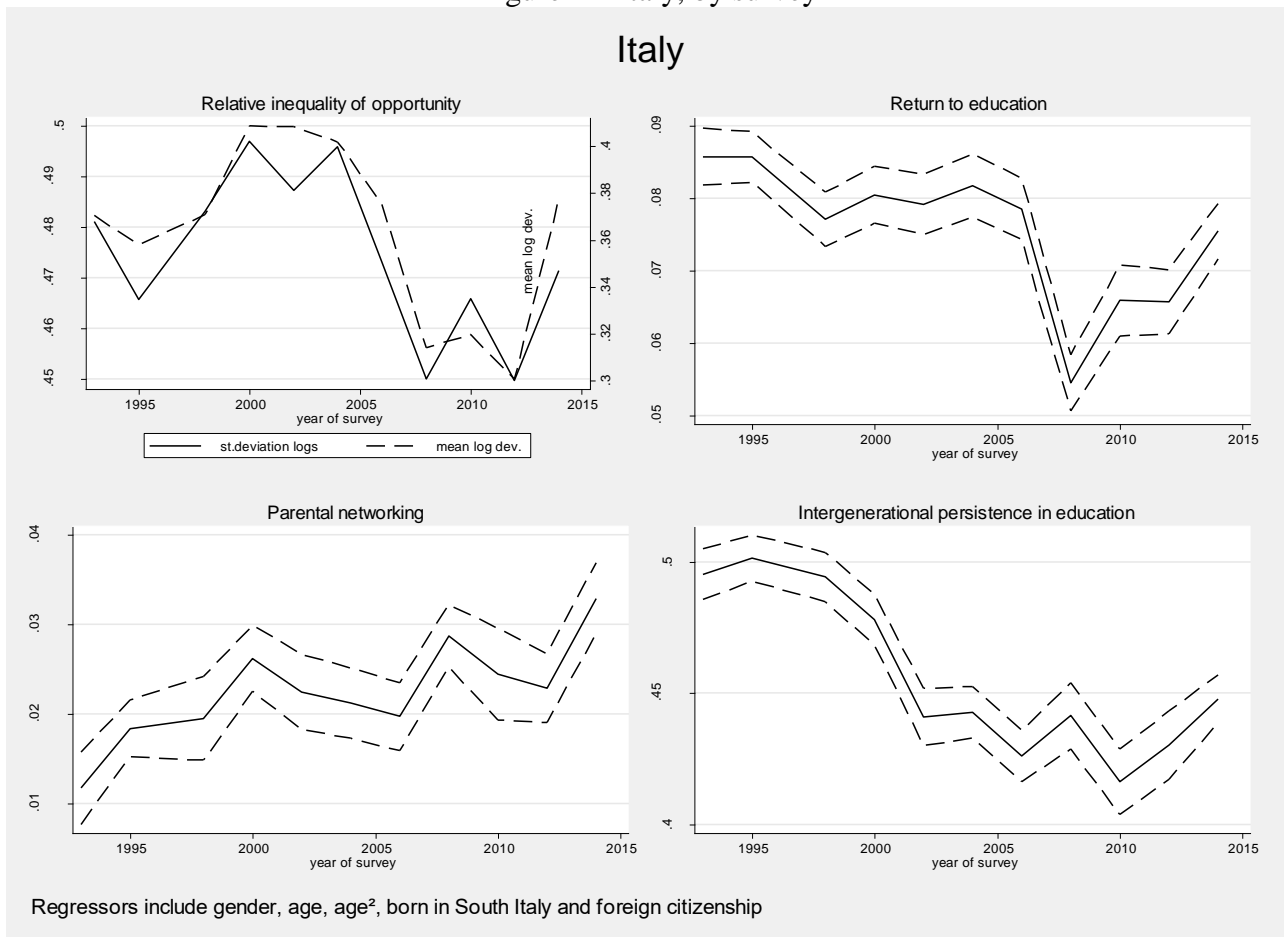 Italy
Relative inequality of opportunity
.45 .46 .47 .48 .49 .5
.3 .32 .34 .36 .38 .4
mean log dev.
1995 2000 2005 2010 2015
year of survey
st.deviation logs mean log dev.
Return to education
.05 .06 .07 .08 .09
1995 2000 2005 2010 2015
year of survey
Parental networking
.01 .02 .03 .04
1995 2000 2005 2010 2015
year of survey
Intergenerational persistence in education
.4 .45 .5
1995 2000 2005 2010 2015
year of survey
Regressors include gender, age, age², born in South Italy and foreign citizenship